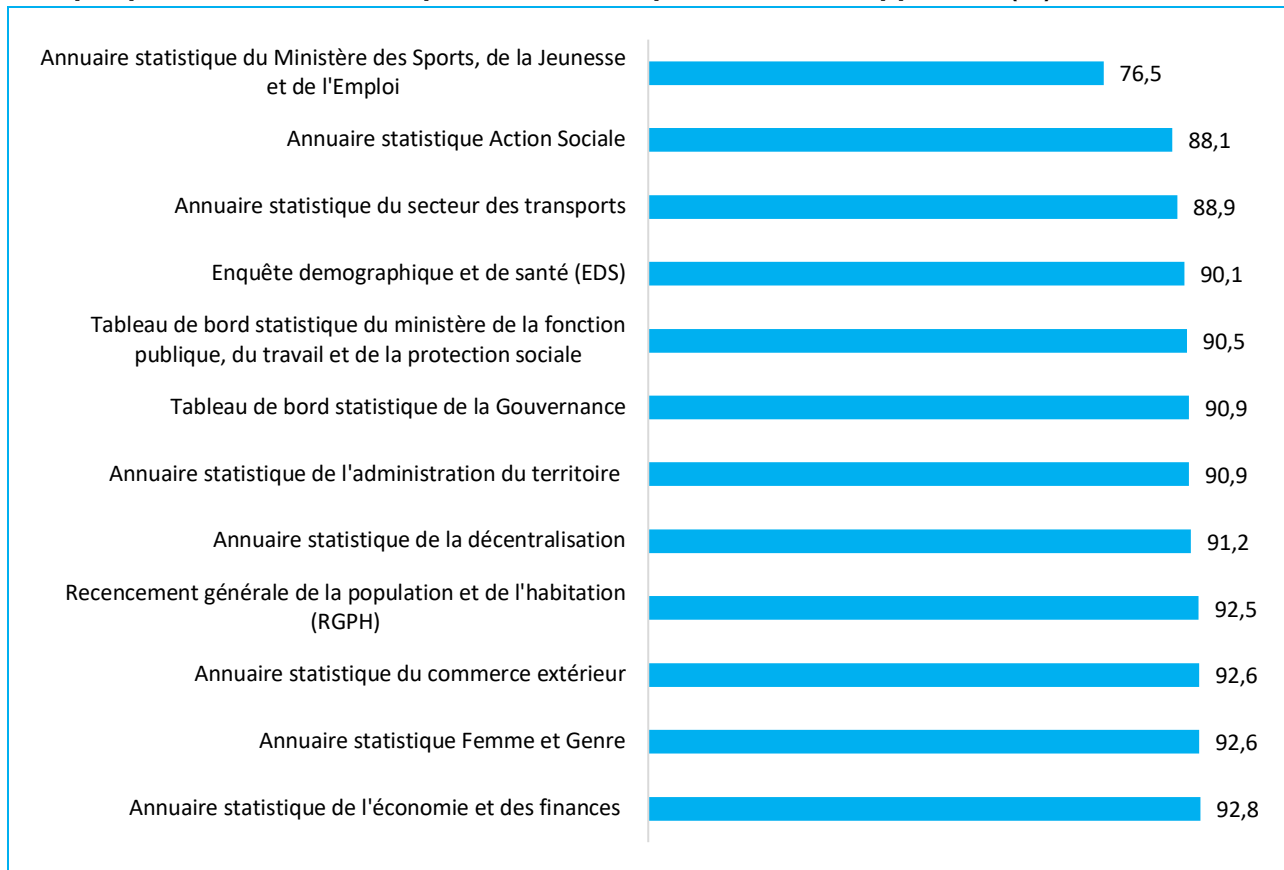 Annuaire statistique du Ministère des Sports, de la Jeunesse
et de l'Emploi
76,5
Annuaire statistique Action Sociale
88,1
Annuaire statistique du secteur des transports
88,9
Enquête demographique et de santé (EDS)
90,1
Tableau de bord statistique du ministère de la fonction
publique, du travail et de la protection sociale
90,5
Tableau de bord statistique de la Gouvernance
90,9
Annuaire statistique de l'administration du territoire
90,9
Annuaire statistique de la décentralisation
91,2
Recencement générale de la population et de l'habitation
(RGPH)
92,5
Annuaire statistique du commerce extérieur
92,6
Annuaire statistique Femme et Genre
92,6
Annuaire statistique de l'économie et des finances
92,8